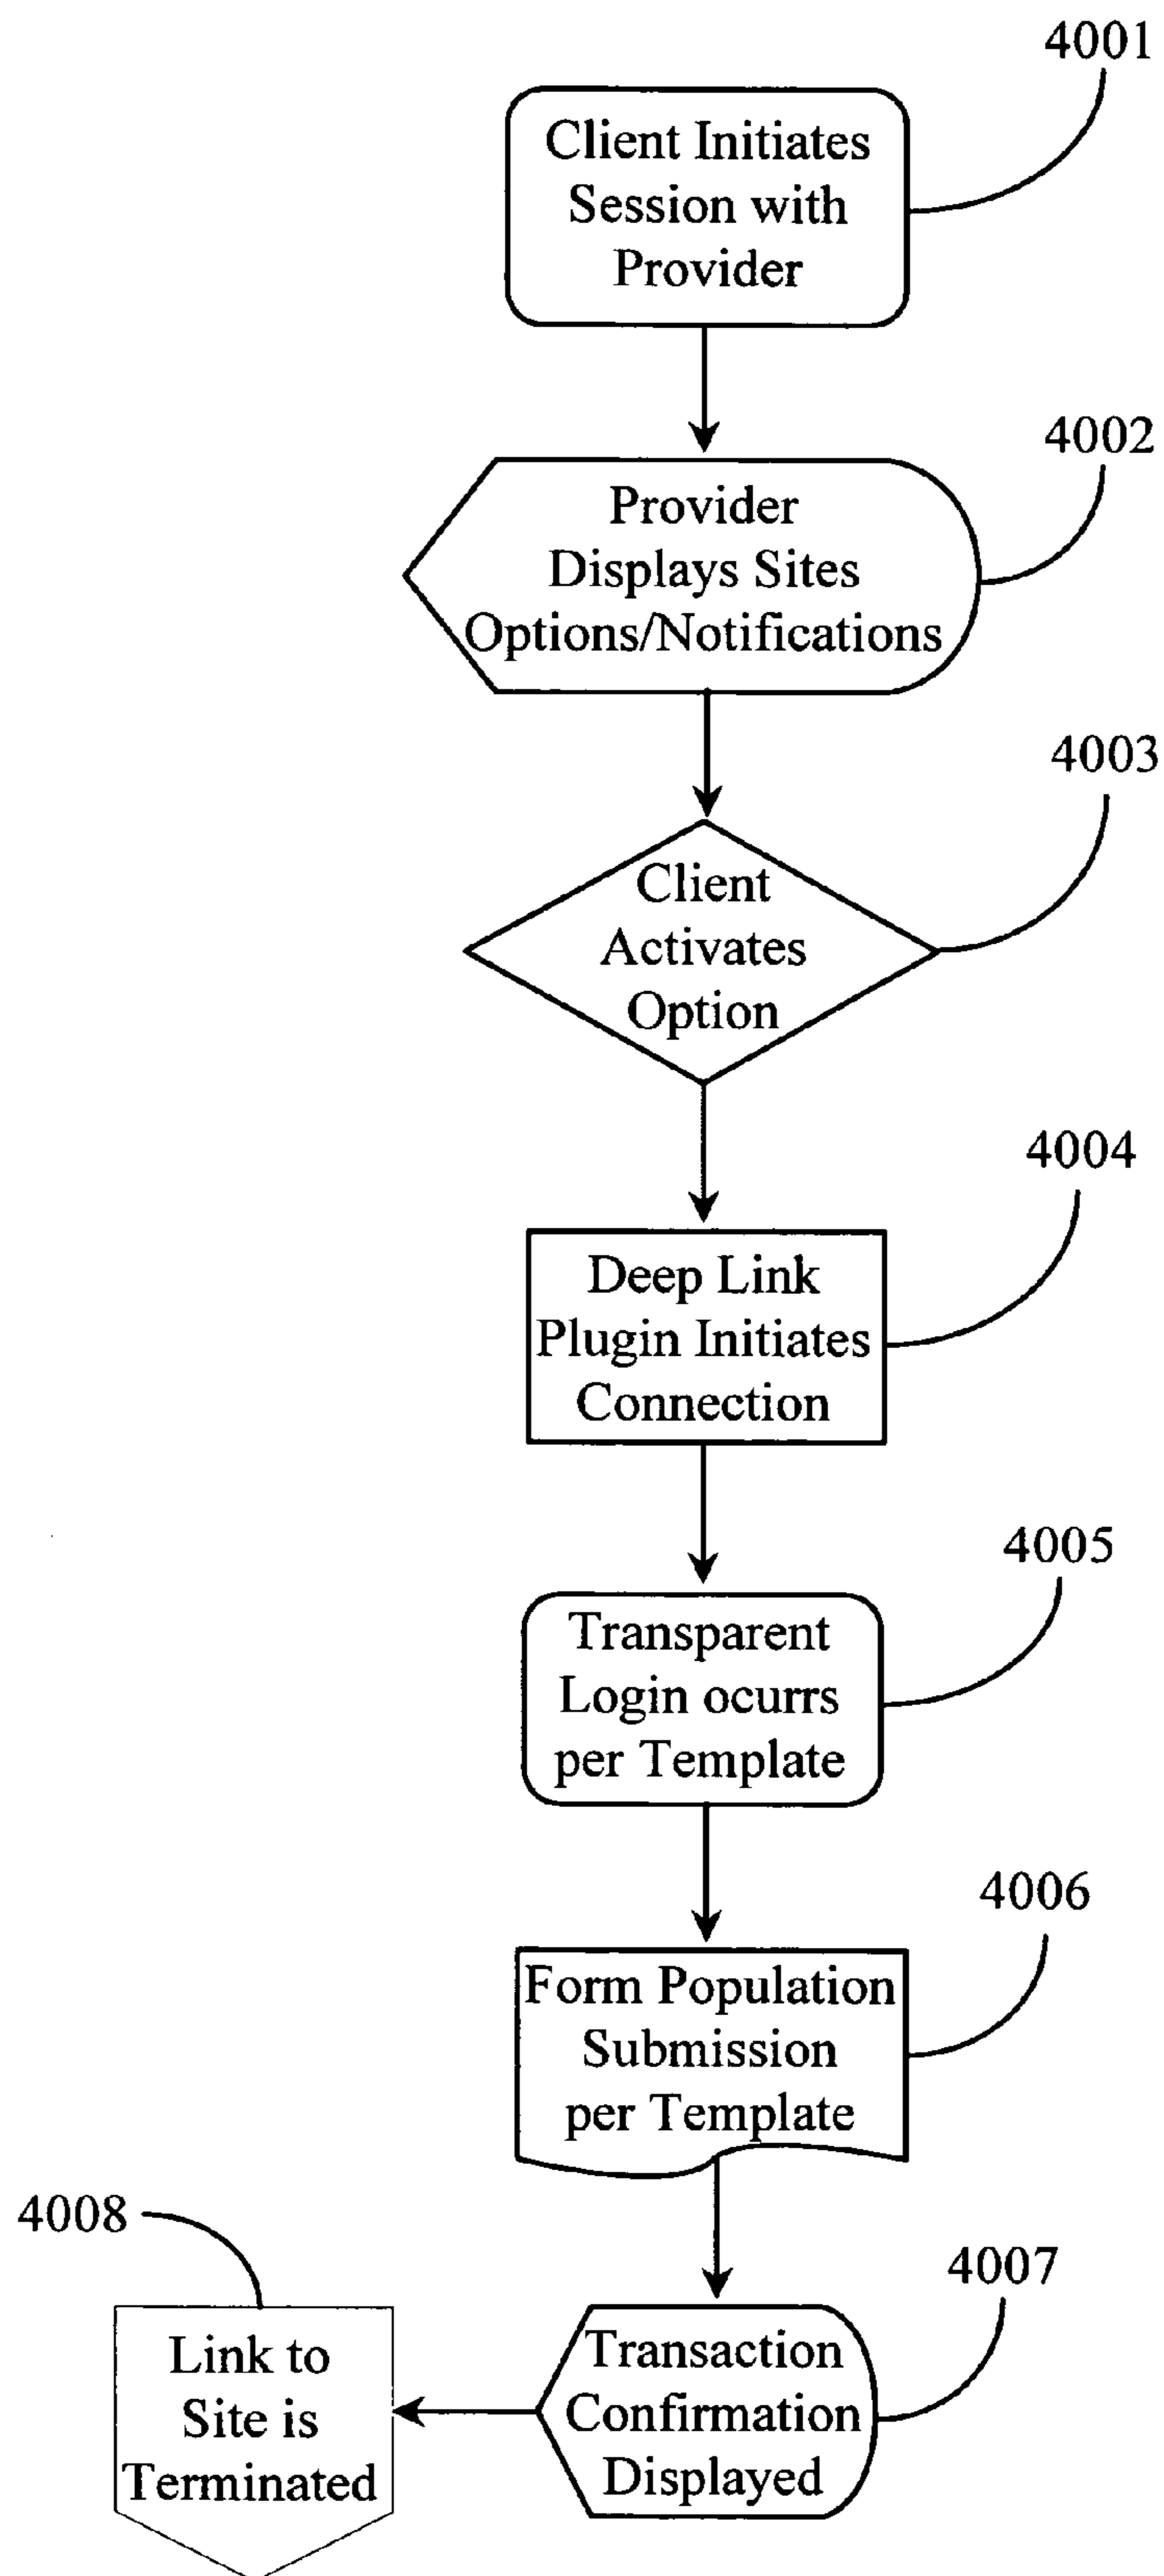 4001
Client Initiates
Session with
Provider
4002
Provider
Displays Sites
Options/Notifications
4003
Client
Activates
Option
4004
Deep Link
Plugin Initiates
Connection
4005
Transparent
Login ocurrs
per Template
4006
Form Population
Submission
per Template
4007
Transaction
Confirmation
Displayed
4008
Link to
Site is
Terminated